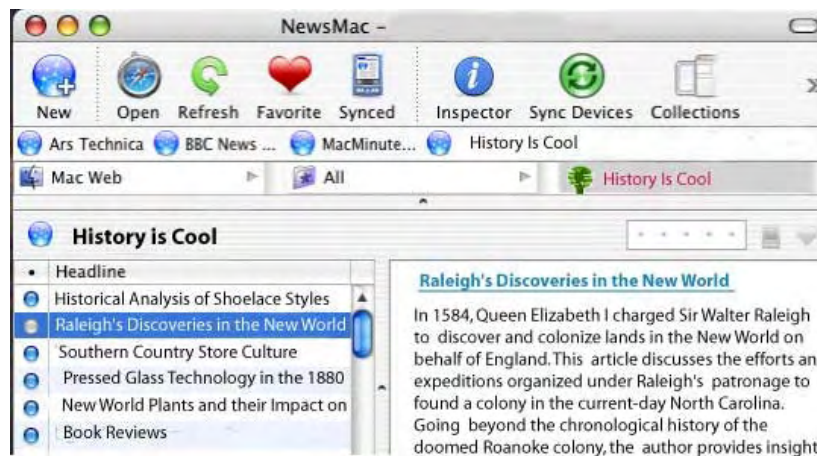 NewsMac –
New Open Refresh Favorite Synced Inspector Sync Devices Collections
Ars Technica BBC News ... MacMinute... History Is Cool
Mac Web All History Is Cool
History is Cool
• Headline
Historical Analysis of Shoelace Styles
Raleigh's Discoveries in the New World
Southern Country Store Culture
Pressed Glass Technology in the 1880
New World Plants and their Impact on
Book Reviews
Raleigh's Discoveries in the New World
In 1584, Queen Elizabeth I charged Sir Walter Raleigh
to discover and colonize lands in the New World on
behalf of England. This article discusses the efforts an
expeditions organized under Raleigh's patronage to
found a colony in the current-day North Carolina.
Going beyond the chronological history of the
doomed Roanoke colony, the author provides insight